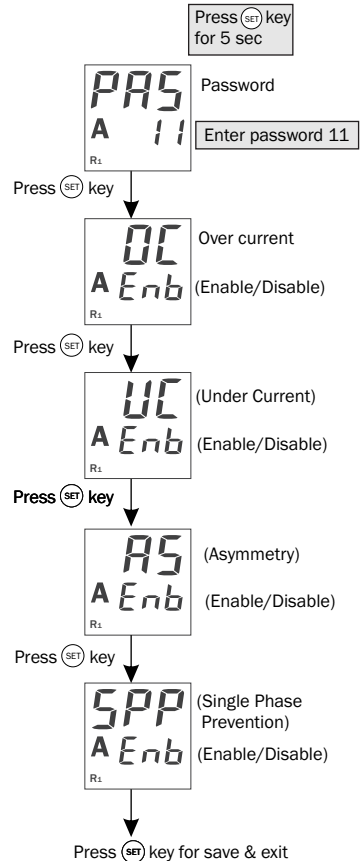 Press SET key
for 5 sec
PAS
Password
A 11
Enter password 11
R1
Press SET key
OC
Over current
A Enb
(Enable/Disable)
R1
Press SET key
UC
(Under Current)
A Enb
(Enable/Disable)
R1
Press SET key
AS
(Asymmetry)
A Enb
(Enable/Disable)
R1
Press SET key
SPP
(Single Phase
Prevention)
A Enb
(Enable/Disable)
R1
Press SET key for save & exit